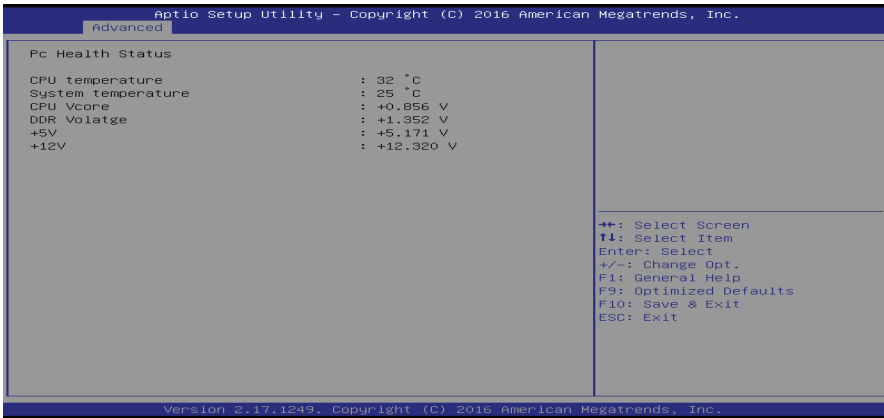 Aptio Setup Utility – Copyright (C) 2016 American Megatrends, Inc.
Advanced
Pc Health Status
CPU temperature : 32 °C
System temperature : 25 °C
CPU Vcore : +0.856 V
DDR Volatge : +1.352 V
+5V : +5.171 V
+12V : +12.320 V
→←: Select Screen
↑↓: Select Item
Enter: Select
+/-: Change Opt.
F1: General Help
F9: Optimized Defaults
F10: Save & Exit
ESC: Exit
Version 2.17.1249. Copyright (C) 2016 American Megatrends, Inc.